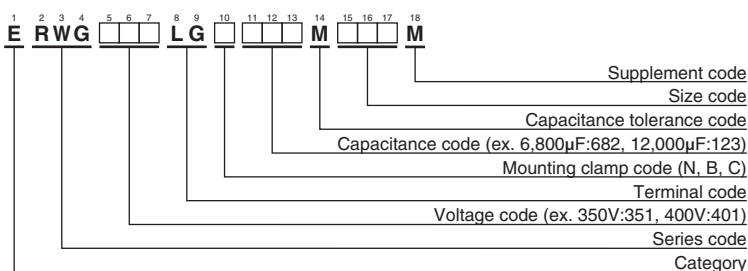 1 2 3 4 5 6 7 8 9 10 11 12 13 14 15 16 17 18
E RWG □□□ LG □ □□□ M □□□ M
Supplement code
Size code
Capacitance tolerance code
Capacitance code (ex. 6,800μF:682, 12,000μF:123)
Mounting clamp code (N, B, C)
Terminal code
Voltage code (ex. 350V:351, 400V:401)
Series code
Category